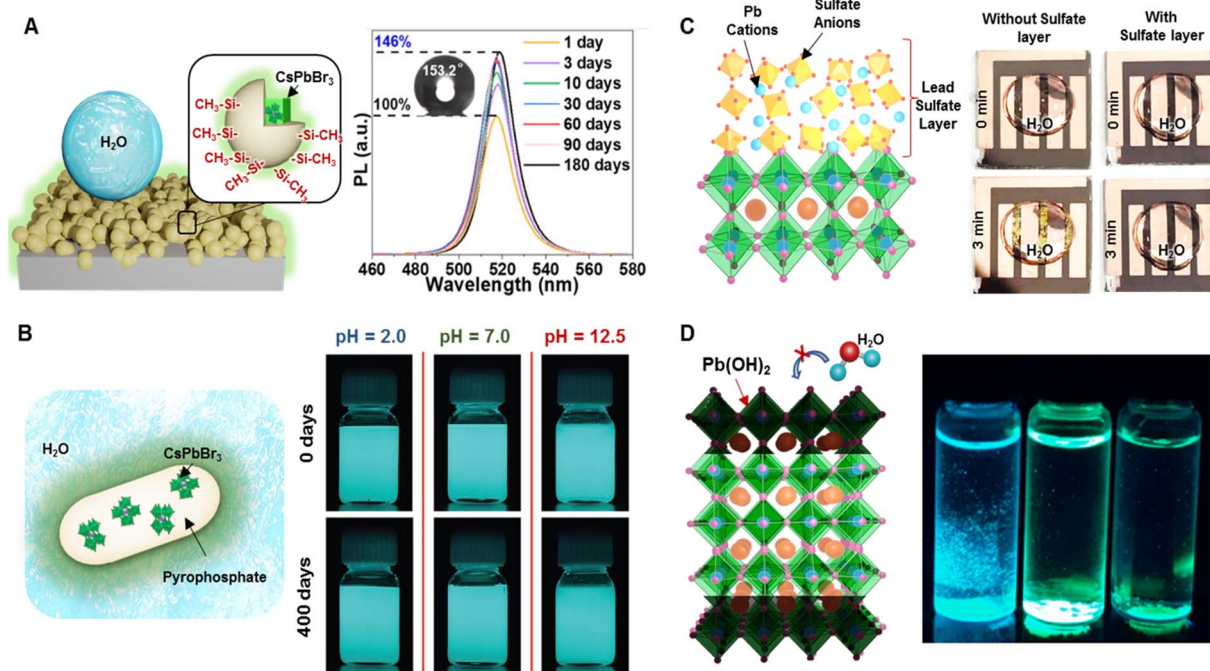 A
CsPbBr3
H2O
CH3-Si-
CH3-Si-
CH3-Si-
CH3-Si-
-Si-CH3
-Si-CH3
-Si-CH3
146%
153.2°
100%
1 day
3 days
10 days
30 days
60 days
90 days
180 days
PL (a.u.)
460 480 500 520 540 560 580
Wavelength (nm)
B
H2O
CsPbBr3
Pyrophosphate
pH = 2.0 pH = 7.0 pH = 12.5
0 days
400 days
C
Pb
Cations
Sulfate
Anions
Lead
Sulfate
Layer
Without Sulfate
layer
With
Sulfate layer
0 min
H2O
0 min
H2O
3 min
H2O
3 min
H2O
D
Pb(OH)2
H2O